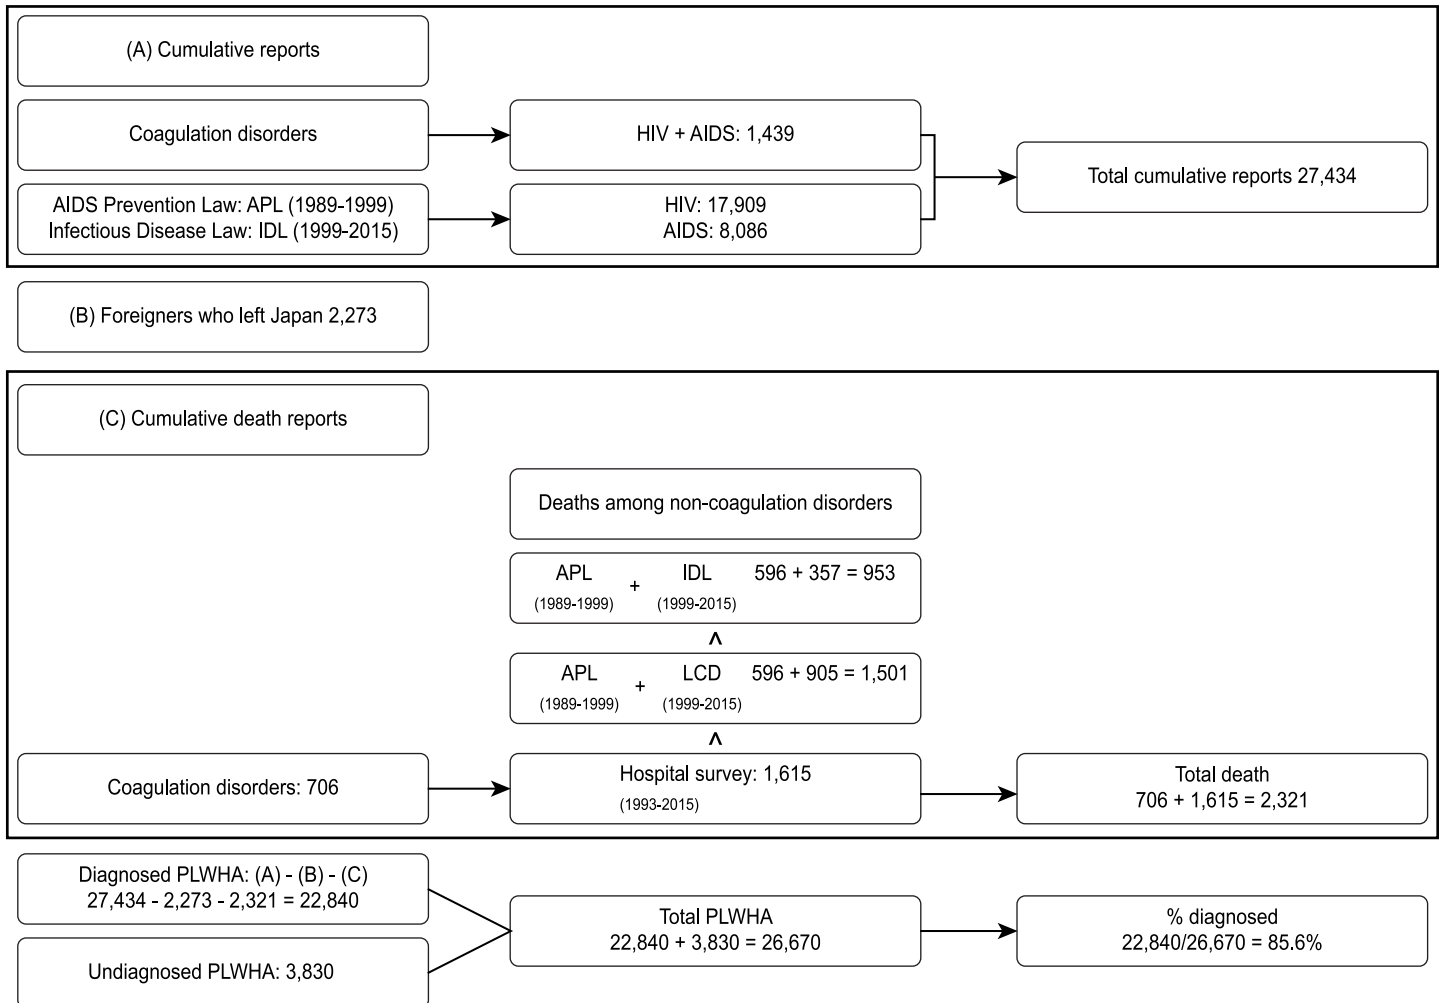 (A) Cumulative reports
Coagulation disorders
HIV + AIDS: 1,439
Total cumulative reports 27,434
AIDS Prevention Law: APL (1989-1999)
Infectious Disease Law: IDL (1999-2015)
HIV: 17,909
AIDS: 8,086
(B) Foreigners who left Japan 2,273
(C) Cumulative death reports
Deaths among non-coagulation disorders
APL + IDL 596 + 357 = 953
(1989-1999) (1999-2015)
^
APL + LCD 596 + 905 = 1,501
(1989-1999) (1999-2015)
^
Coagulation disorders: 706
Hospital survey: 1,615
(1993-2015)
Total death
706 + 1,615 = 2,321
Diagnosed PLWHA: (A) - (B) - (C)
27,434 - 2,273 - 2,321 = 22,840
Undiagnosed PLWHA: 3,830
Total PLWHA
22,840 + 3,830 = 26,670
% diagnosed
22,840/26,670 = 85.6%